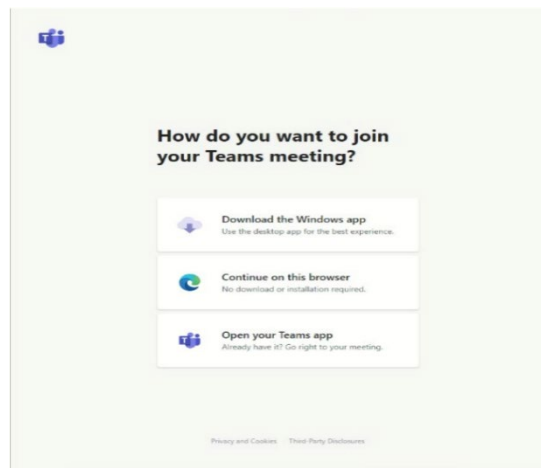 How do you want to join
your Teams meeting?
Download the Windows app
Use the desktop app for the best experience.
Continue on this browser
No download or installation required.
Open your Teams app
Already have it? Go right to your meeting.
Privacy and Cookies Third-Party Disclosures